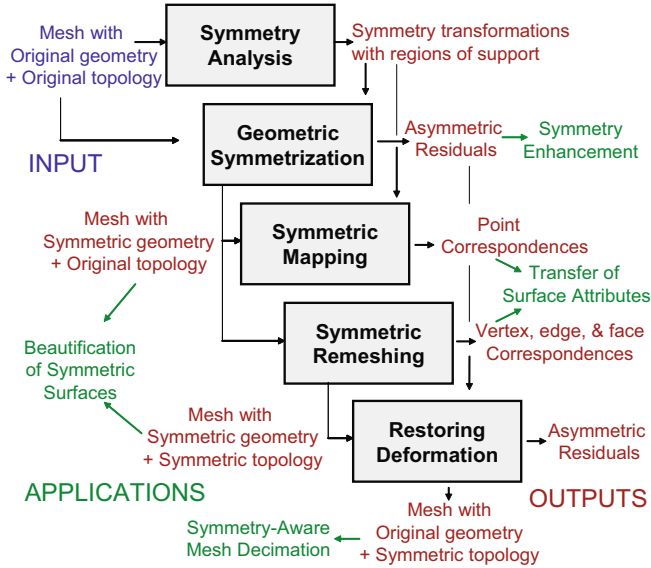 Mesh with
Original geometry
+ Original topology
Symmetry
Analysis
Symmetry transformations
with regions of support
INPUT
Geometric
Symmetrization
Asymmetric
Residuals
Symmetry
Enhancement
Mesh with
Symmetric geometry
+ Original topology
Symmetric
Mapping
Point
Correspondences
Transfer of
Surface Attributes
Beautification
of Symmetric
Surfaces
Symmetric
Remeshing
Vertex, edge, & face
Correspondences
Mesh with
Symmetric geometry
+ Symmetric topology
Restoring
Deformation
Asymmetric
Residuals
APPLICATIONS
OUTPUTS
Symmetry-Aware
Mesh Decimation
Mesh with
Original geometry
+ Symmetric topology